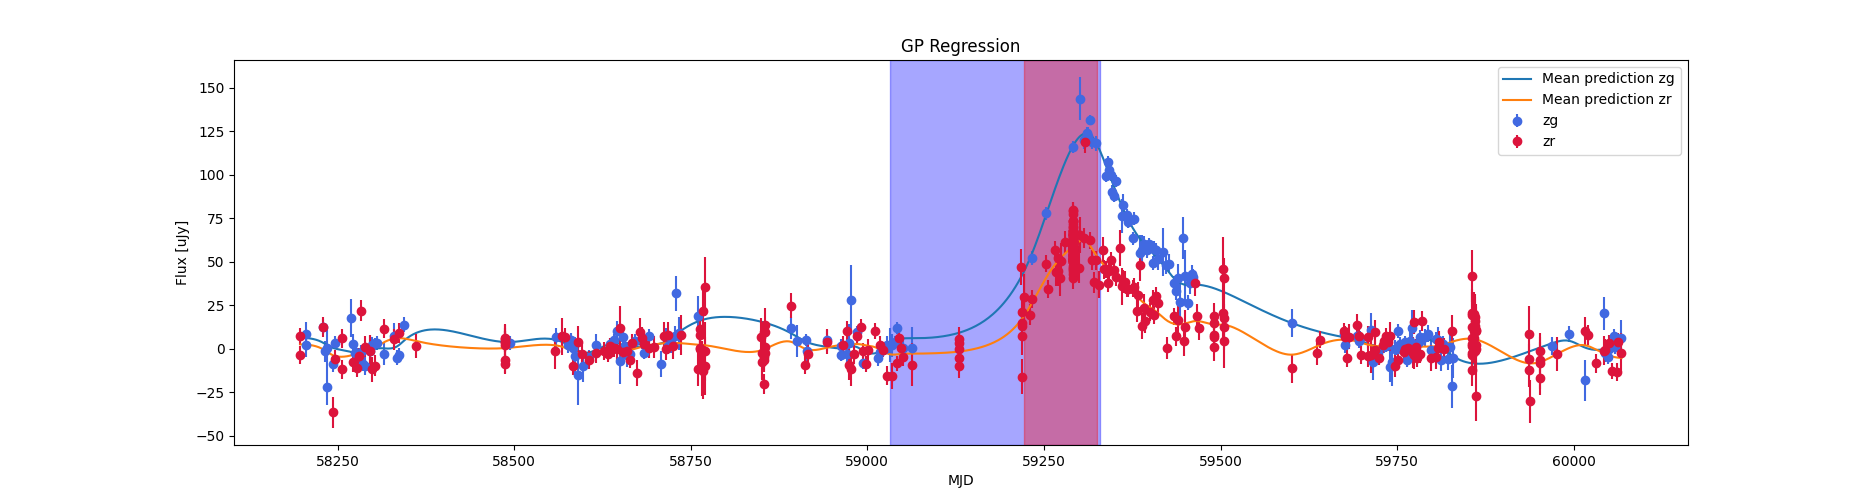 GP Regression
Mean prediction zg
Mean prediction zr
zg
zr
Flux [uJy]
150
125
100
75
50
25
0
−25
−50
58250 58500 58750 59000 59250 59500 59750 60000
MJD